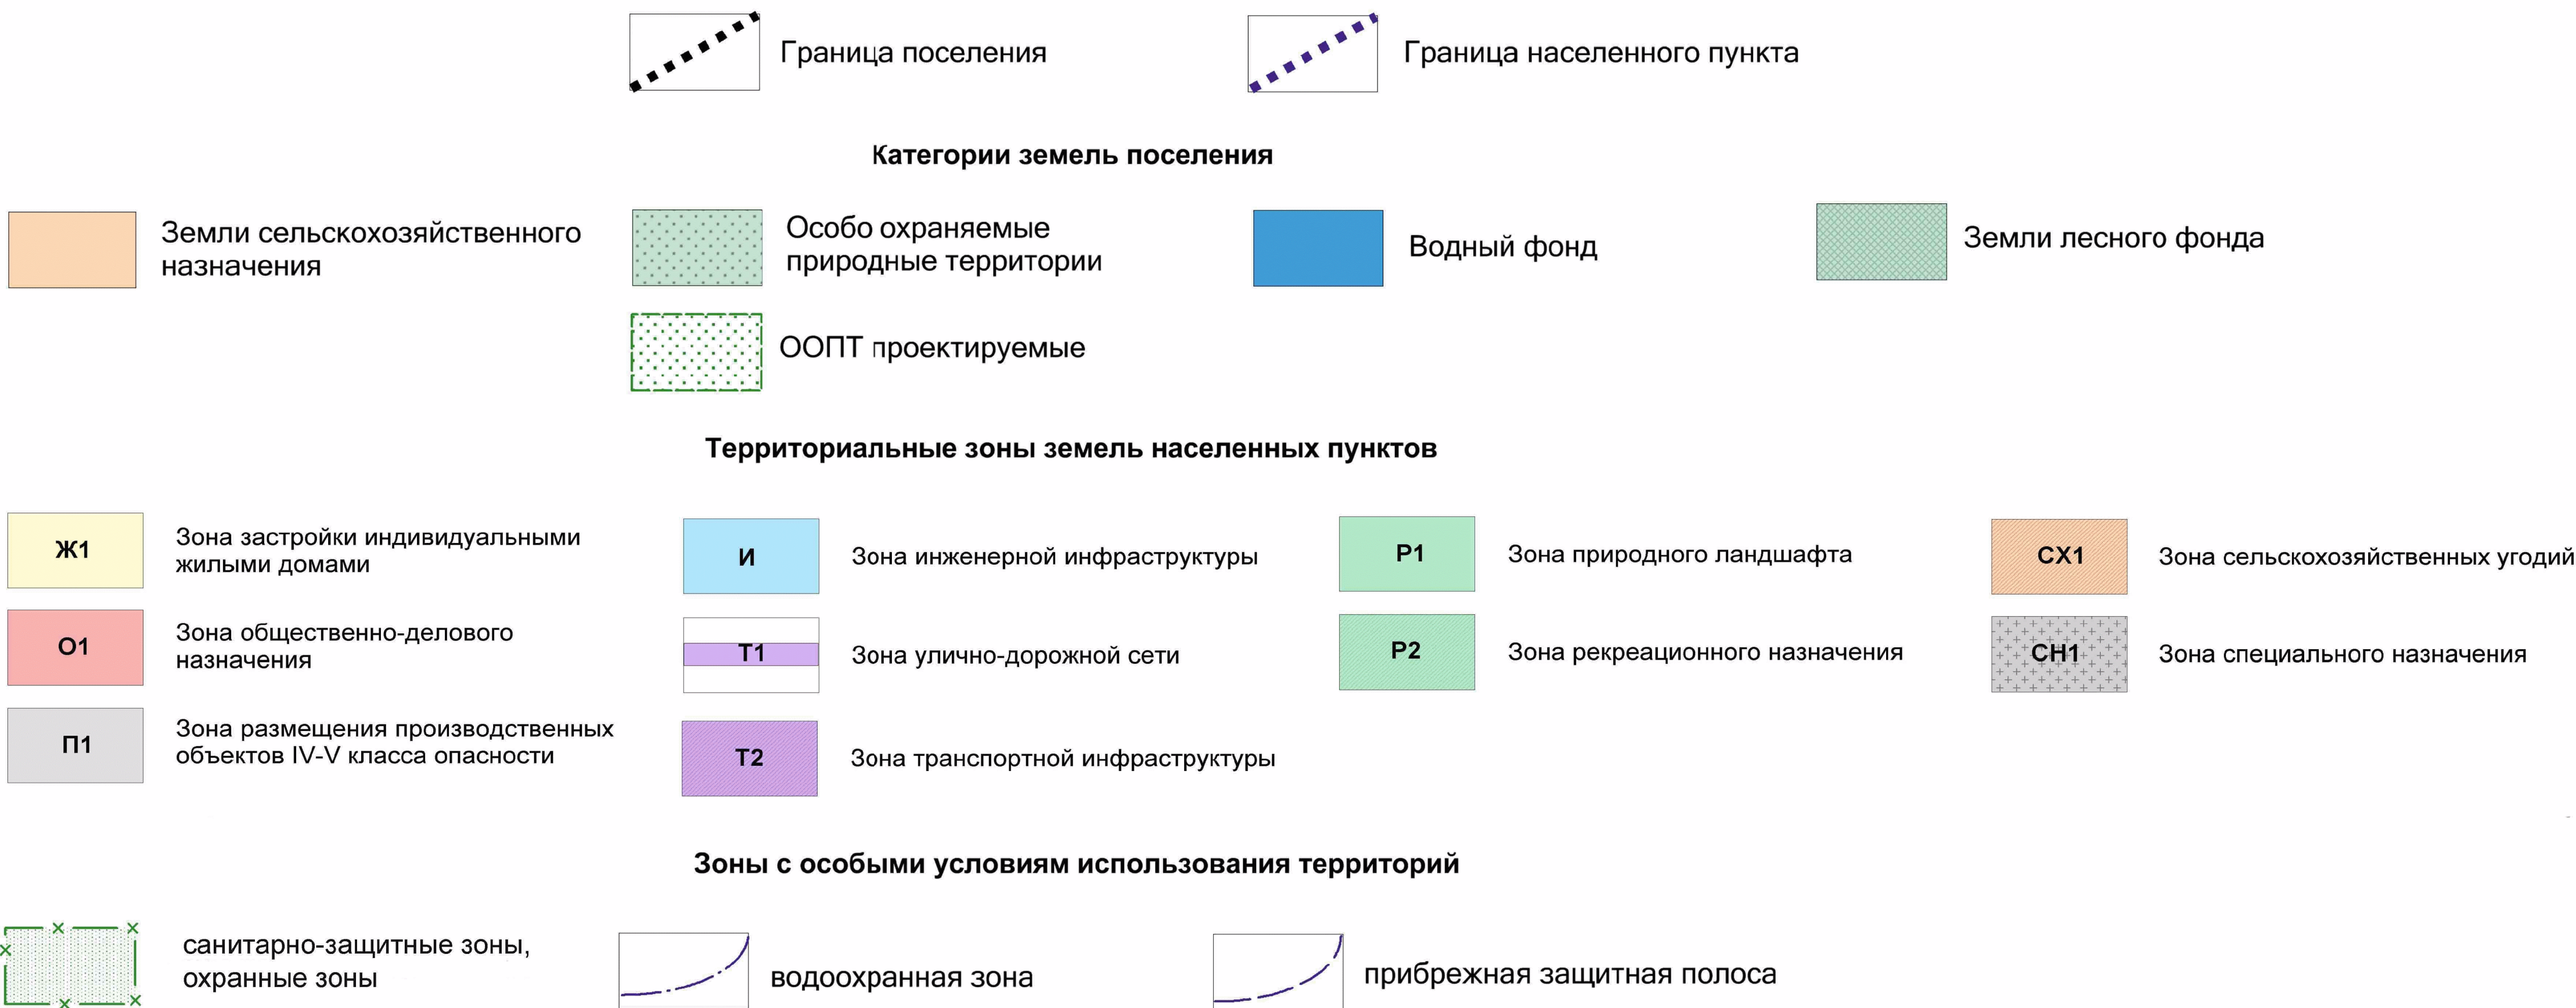 Граница поселения
Граница населенного пункта
Категории земель поселения
Земли сельскохозяйственного
назначения
Особо охраняемые
природные территории
Водный фонд
Земли лесного фонда
ООПТ проектируемые
Территориальные зоны земель населенных пунктов
Ж1
Зона застройки индивидуальными
жилыми домами
И
Зона инженерной инфраструктуры
Р1
Зона природного ландшафта
СХ1
Зона сельскохозяйственных угодий
О1
Зона общественно-делового
назначения
Т1
Зона улично-дорожной сети
Р2
Зона рекреационного назначения
СН1
Зона специального назначения
П1
Зона размещения производственных
объектов IV-V класса опасности
Т2
Зона транспортной инфраструктуры
Зоны с особыми условиям использования территорий
санитарно-защитные зоны,
охранные зоны
водоохранная зона
прибрежная защитная полоса